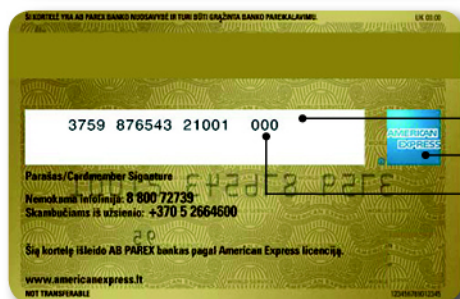 ŠI KORTELĖ YRA AB PAREX BANKO NUOSAVYBĖ IR TURI BŪTI GRĄŽINTA BANKO PAREIKALAVIMU.
3759 876543 21001 000
AMERICAN
EXPRESS
Parašas/Cardmember Signature
Nemokama infolinija: 8 800 72739
Skambučiams iš užsienio: +370 5 2664600
Šią kortelę išleido AB PAREX bankas pagal American Express licenciją.
www.americanexpress.lt
NOT TRANSFERABLE